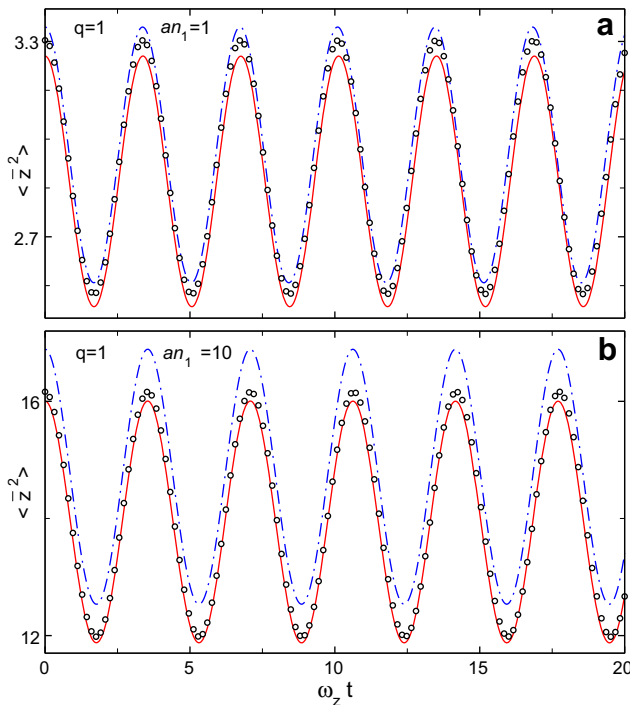 q=1 an₁=1 a
3.3
2.7
< z̄ ² >
q=1 an₁ =10 b
16
12
< z̄ ² >
0 5 10 15 20
ω_z t